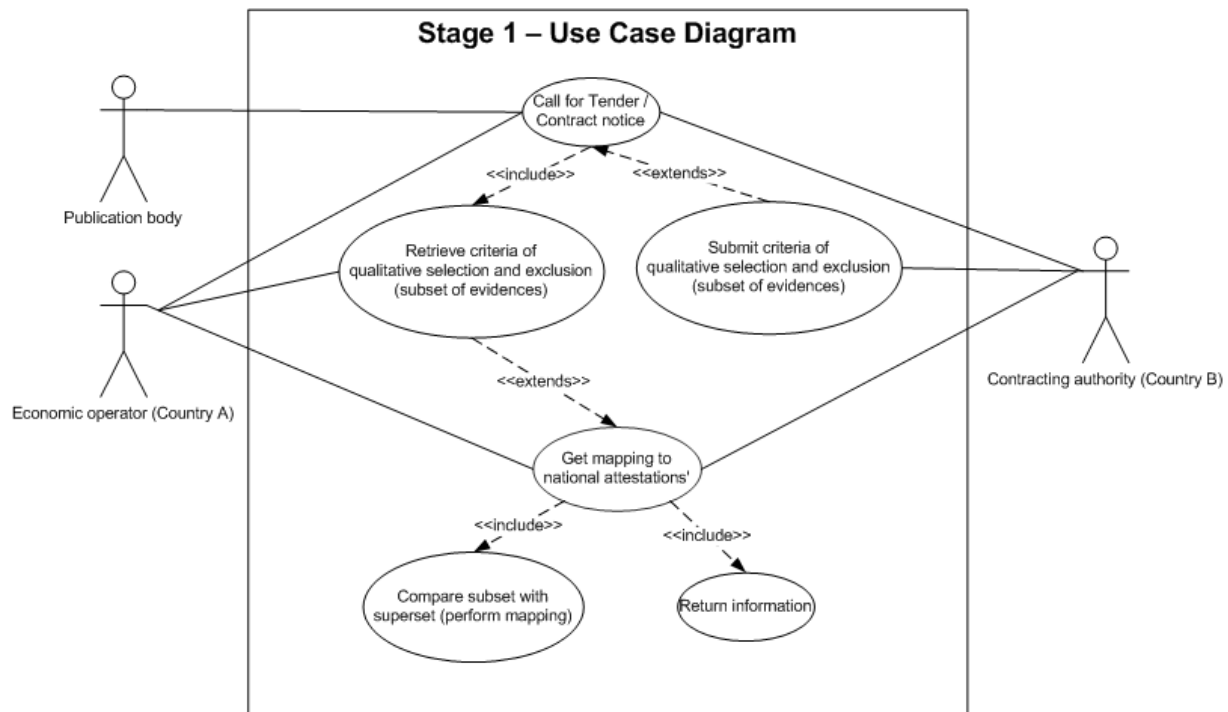 Stage 1 – Use Case Diagram
Call for Tender /
Contract notice
<<include>>
<<extends>>
Publication body
Retrieve criteria of
qualitative selection and exclusion
(subset of evidences)
Submit criteria of
qualitative selection and exclusion
(subset of evidences)
Economic operator (Country A)
Contracting authority (Country B)
<<extends>>
Get mapping to
national attestations'
<<include>>
<<include>>
Compare subset with
superset (perform mapping)
Return information